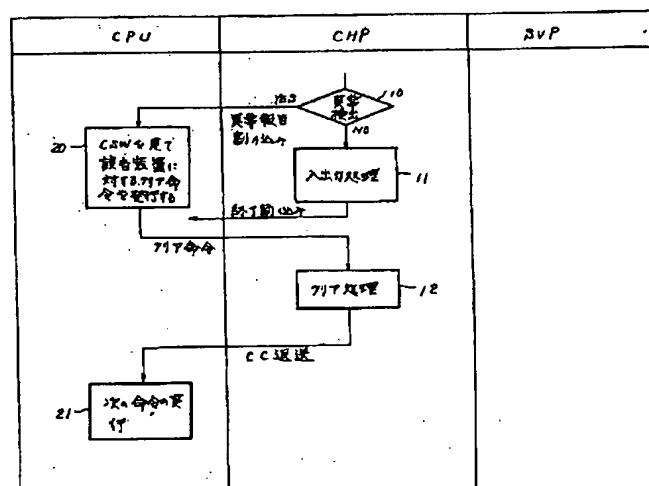 CPU
CHP
SVP
異常
検出
10
YES
NO
異常報告
割り込み
20
CSWを見て
該当装置に
対するクリア命
令を発行する
入出力処理
11
終了割込み
クリア命令
クリア処理
12
CC返送
21
次の命令の実
行